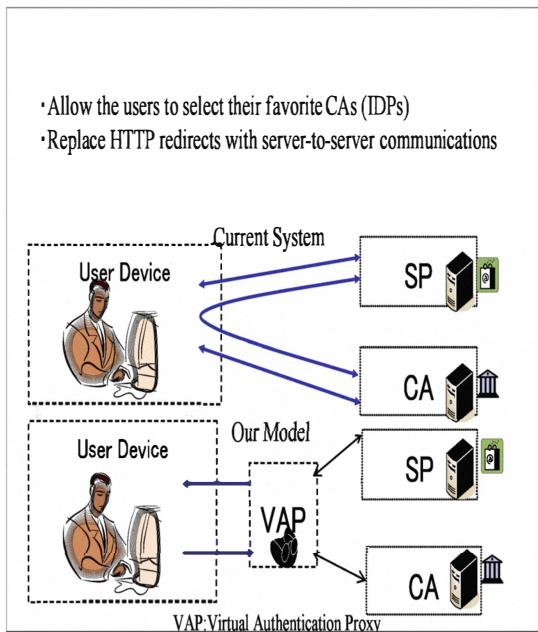 ・Allow the users to select their favorite CAs (IDPs)
・Replace HTTP redirects with server-to-server communications
Current System
User Device
SP
@
CA
Our Model
User Device
SP
@
VAP
CA
VAP:Virtual Authentication Proxy